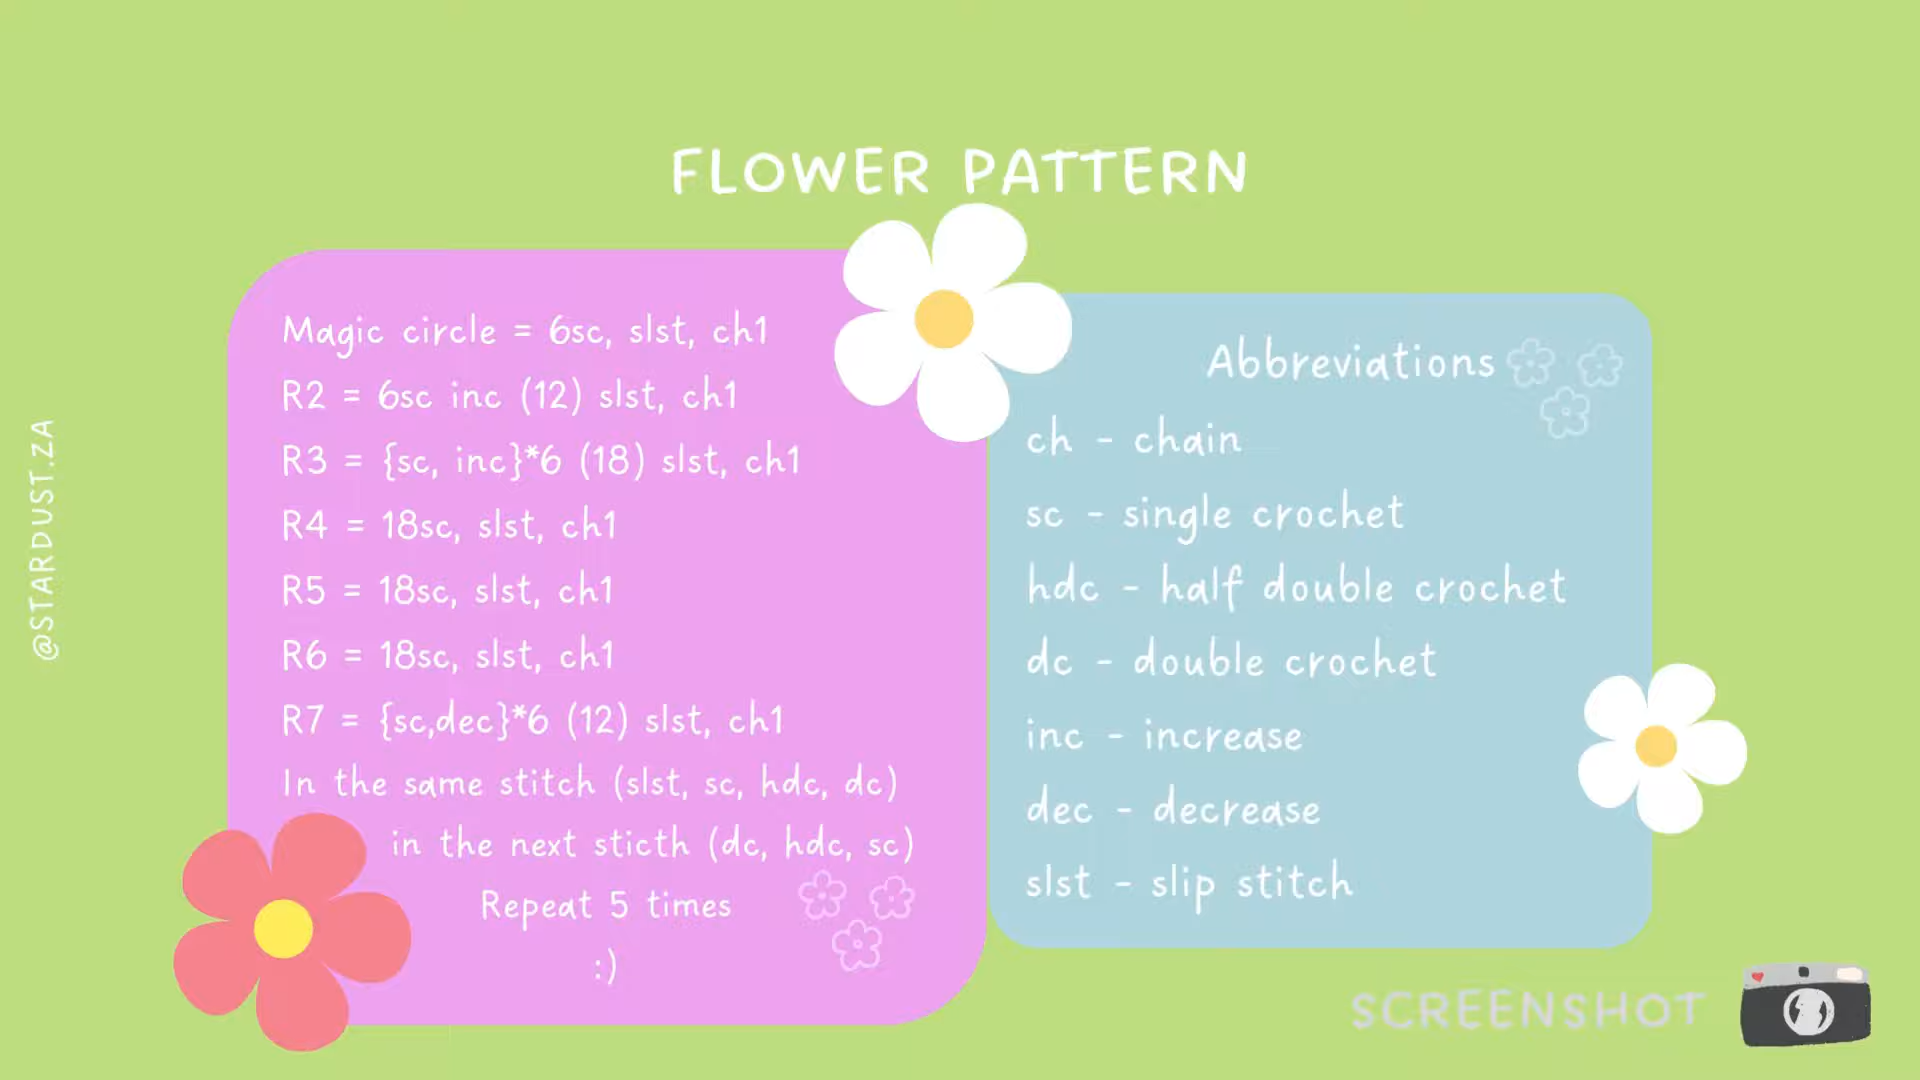 FLOWER PATTERN
Magic circle = 6sc, slst, ch1
R2 = 6sc inc (12) slst, ch1
R3 = {sc, inc}*6 (18) slst, ch1
R4 = 18sc, slst, ch1
R5 = 18sc, slst, ch1
R6 = 18sc, slst, ch1
R7 = {sc,dec}*6 (12) slst, ch1
In the same stitch (slst, sc, hdc, dc)
in the next sticth (dc, hdc, sc)
Repeat 5 times
:)
Abbreviations
ch - chain
sc - single crochet
hdc - half double crochet
dc - double crochet
inc - increase
dec - decrease
slst - slip stitch
@STARDUST.ZA
SCREENSHOT